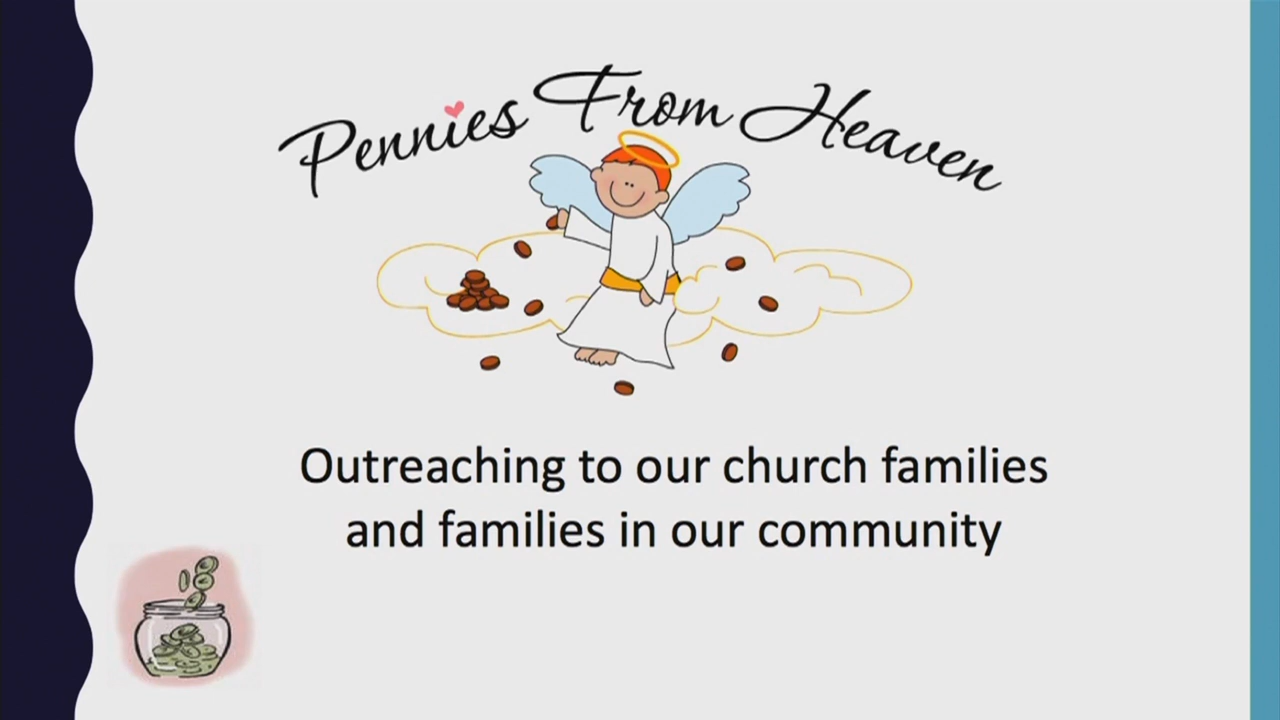 Pennies From Heaven
Outreaching to our church families
and families in our community